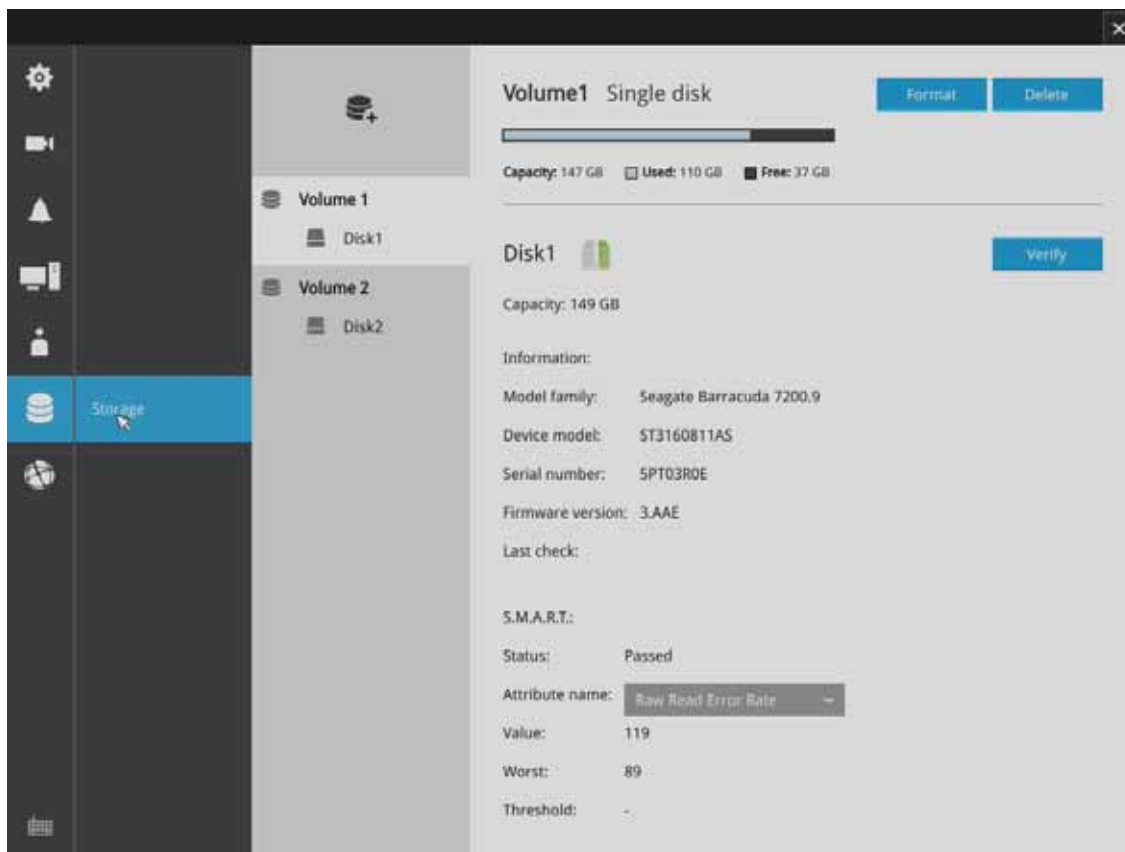 Storage
Volume 1
Disk1
Volume 2
Disk2
Volume1 Single disk
Format Delete
Capacity: 147 GB Used: 110 GB Free: 37 GB
Disk1
Verify
Capacity: 149 GB
Information:
Model family: Seagate Barracuda 7200.9
Device model: ST3160811AS
Serial number: 5PT03R0E
Firmware version: 3.AAE
Last check:
S.M.A.R.T.:
Status: Passed
Attribute name: Raw Read Error Rate
Value: 119
Worst: 89
Threshold: -